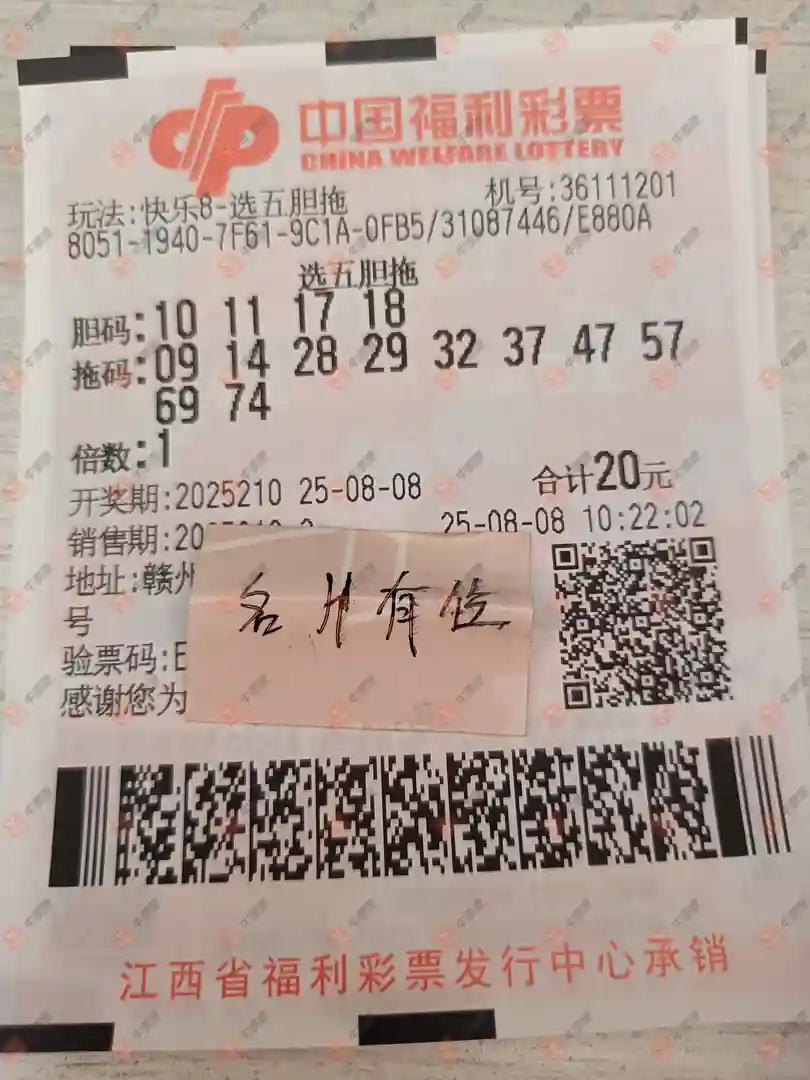 中国福利彩票
CHINA WELFARE LOTTERY
玩法:快乐8-选五胆拖 机号:36111201
8051-1940-7F61-9C1A-0FB5/31087446/E880A
选五胆拖
胆码:10 11 17 18
拖码:09 14 28 29 32 37 47 57
69 74
倍数:1
开奖期:2025210 25-08-08 合计20元
销售期:20 25-08-08 10:22:02
地址:赣州
号
验票码:E
感谢您为
名片有位
江西省福利彩票发行中心承销